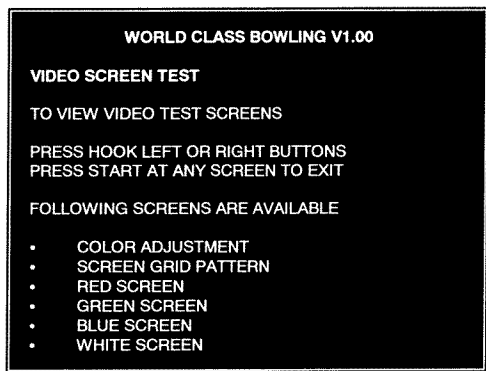 WORLD CLASS BOWLING V1.00
VIDEO SCREEN TEST
TO VIEW VIDEO TEST SCREENS
PRESS HOOK LEFT OR RIGHT BUTTONS
PRESS START AT ANY SCREEN TO EXIT
FOLLOWING SCREENS ARE AVAILABLE
• COLOR ADJUSTMENT
• SCREEN GRID PATTERN
• RED SCREEN
• GREEN SCREEN
• BLUE SCREEN
• WHITE SCREEN